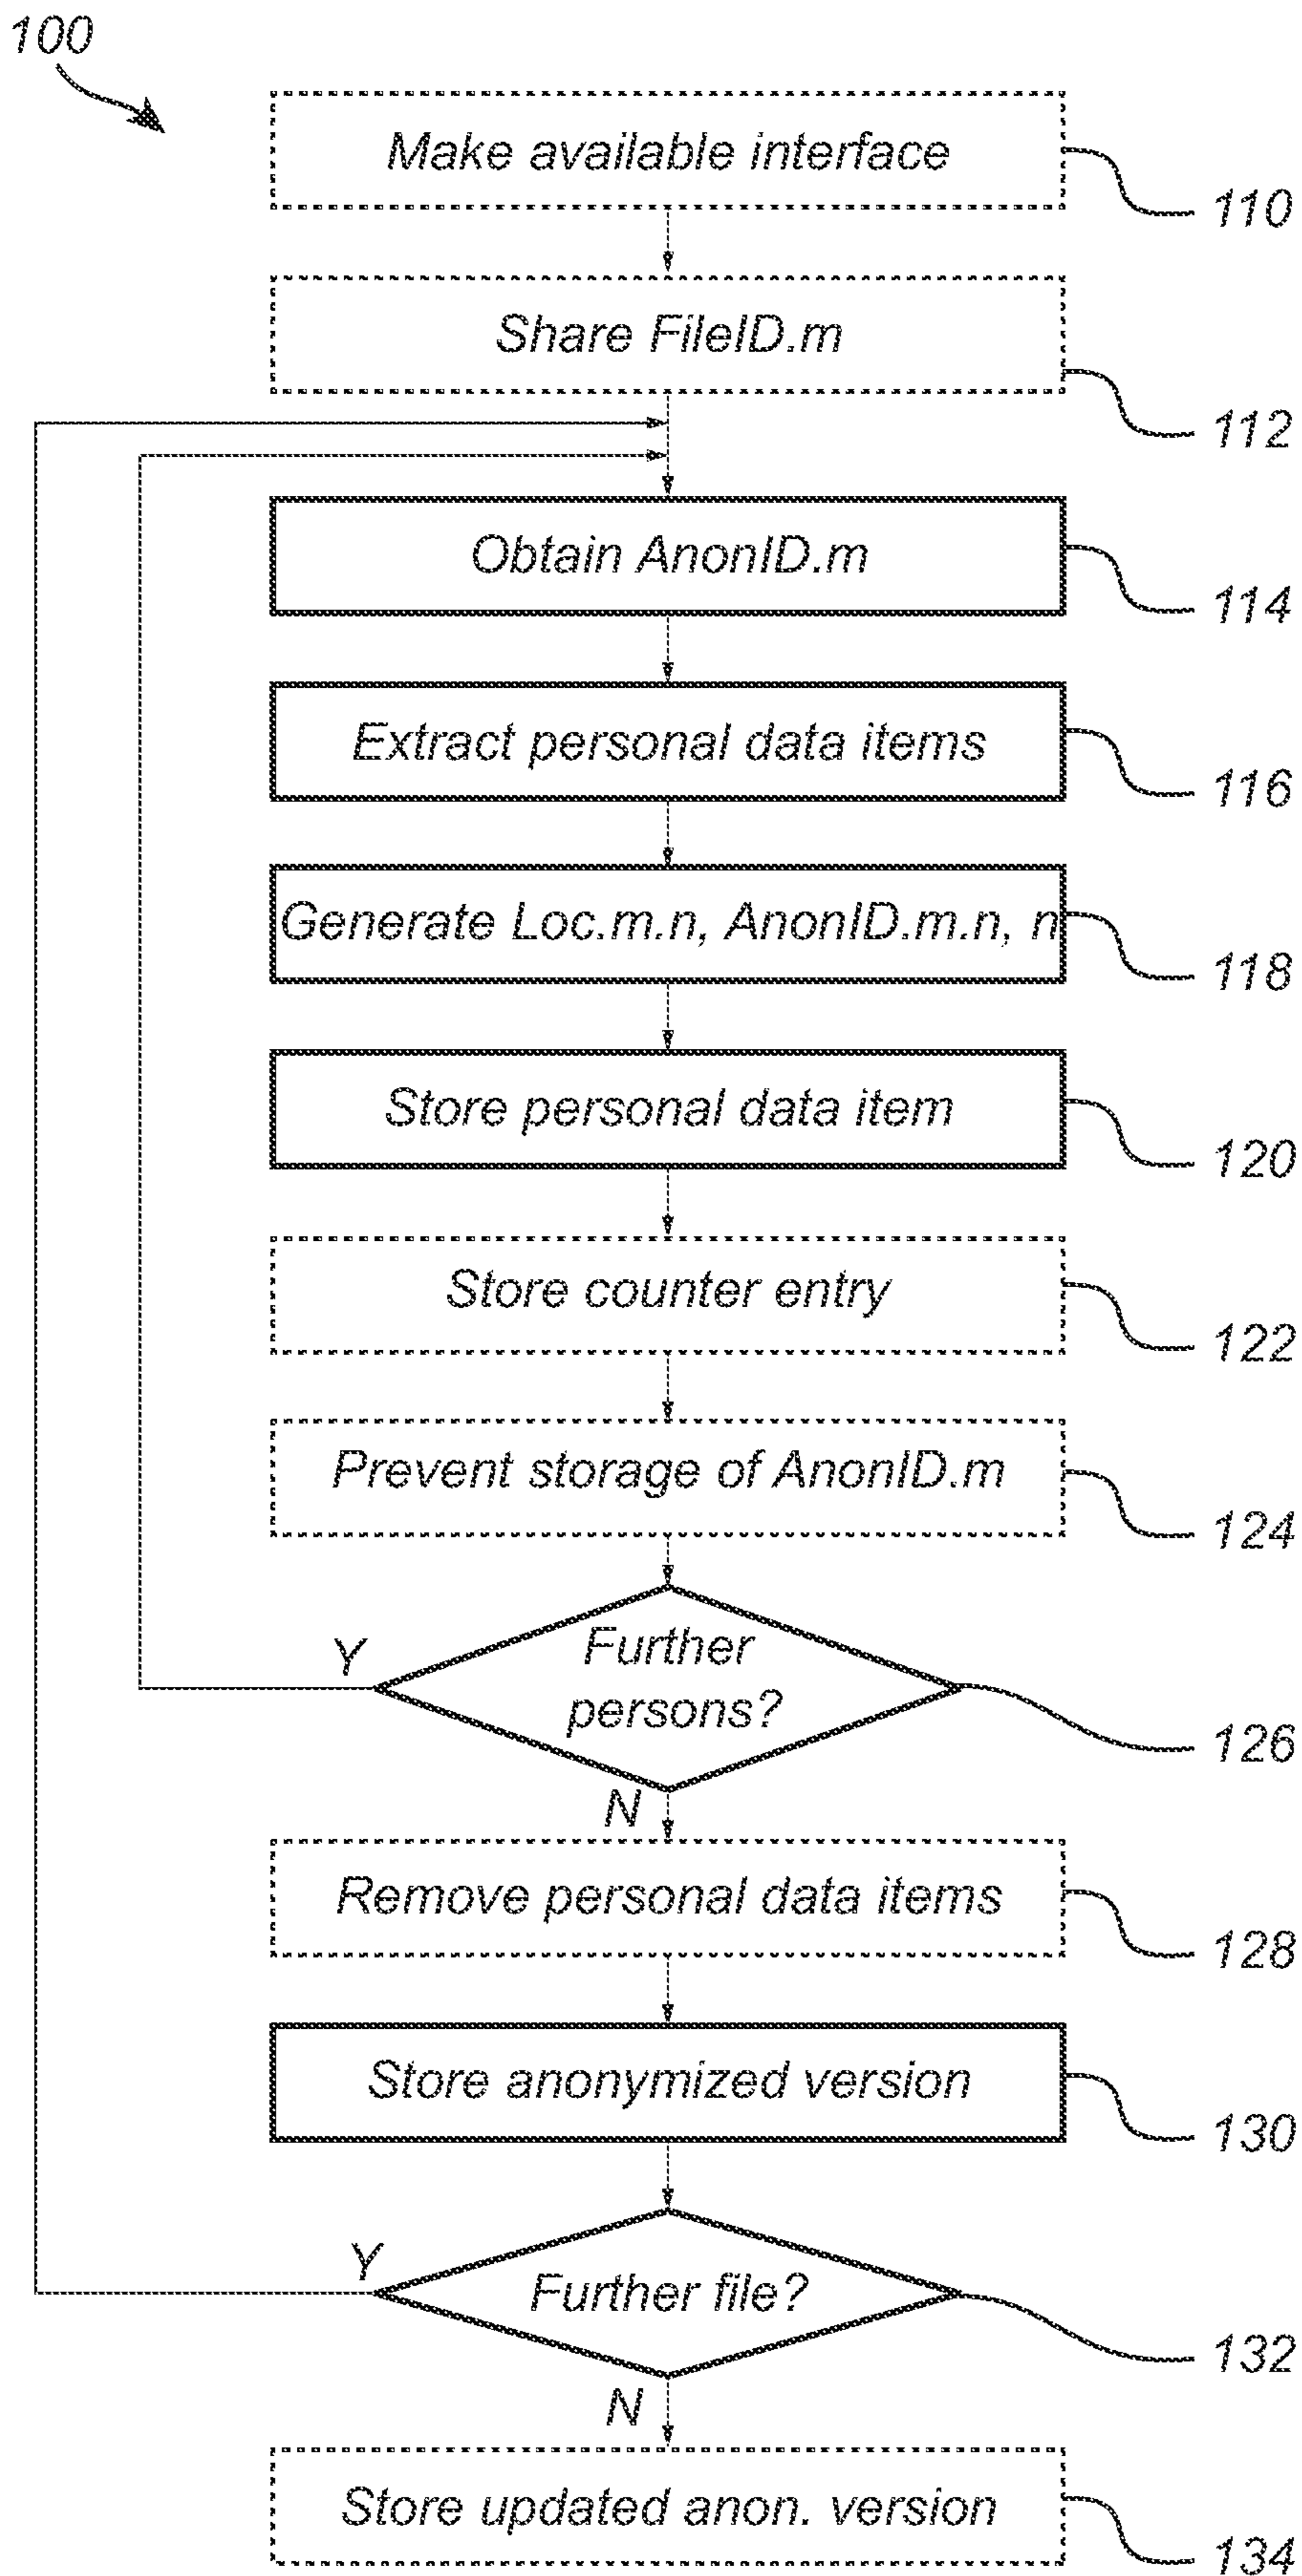 100
Make available interface
110
Share FileID.m
112
Obtain AnonID.m
114
Extract personal data items
116
Generate Loc.m.n, AnonID.m.n, n
118
Store personal data item
120
Store counter entry
122
Prevent storage of AnonID.m
124
Further
persons?
Y
126
N
Remove personal data items
128
Store anonymized version
130
Y
Further file?
132
N
Store updated anon. version
134